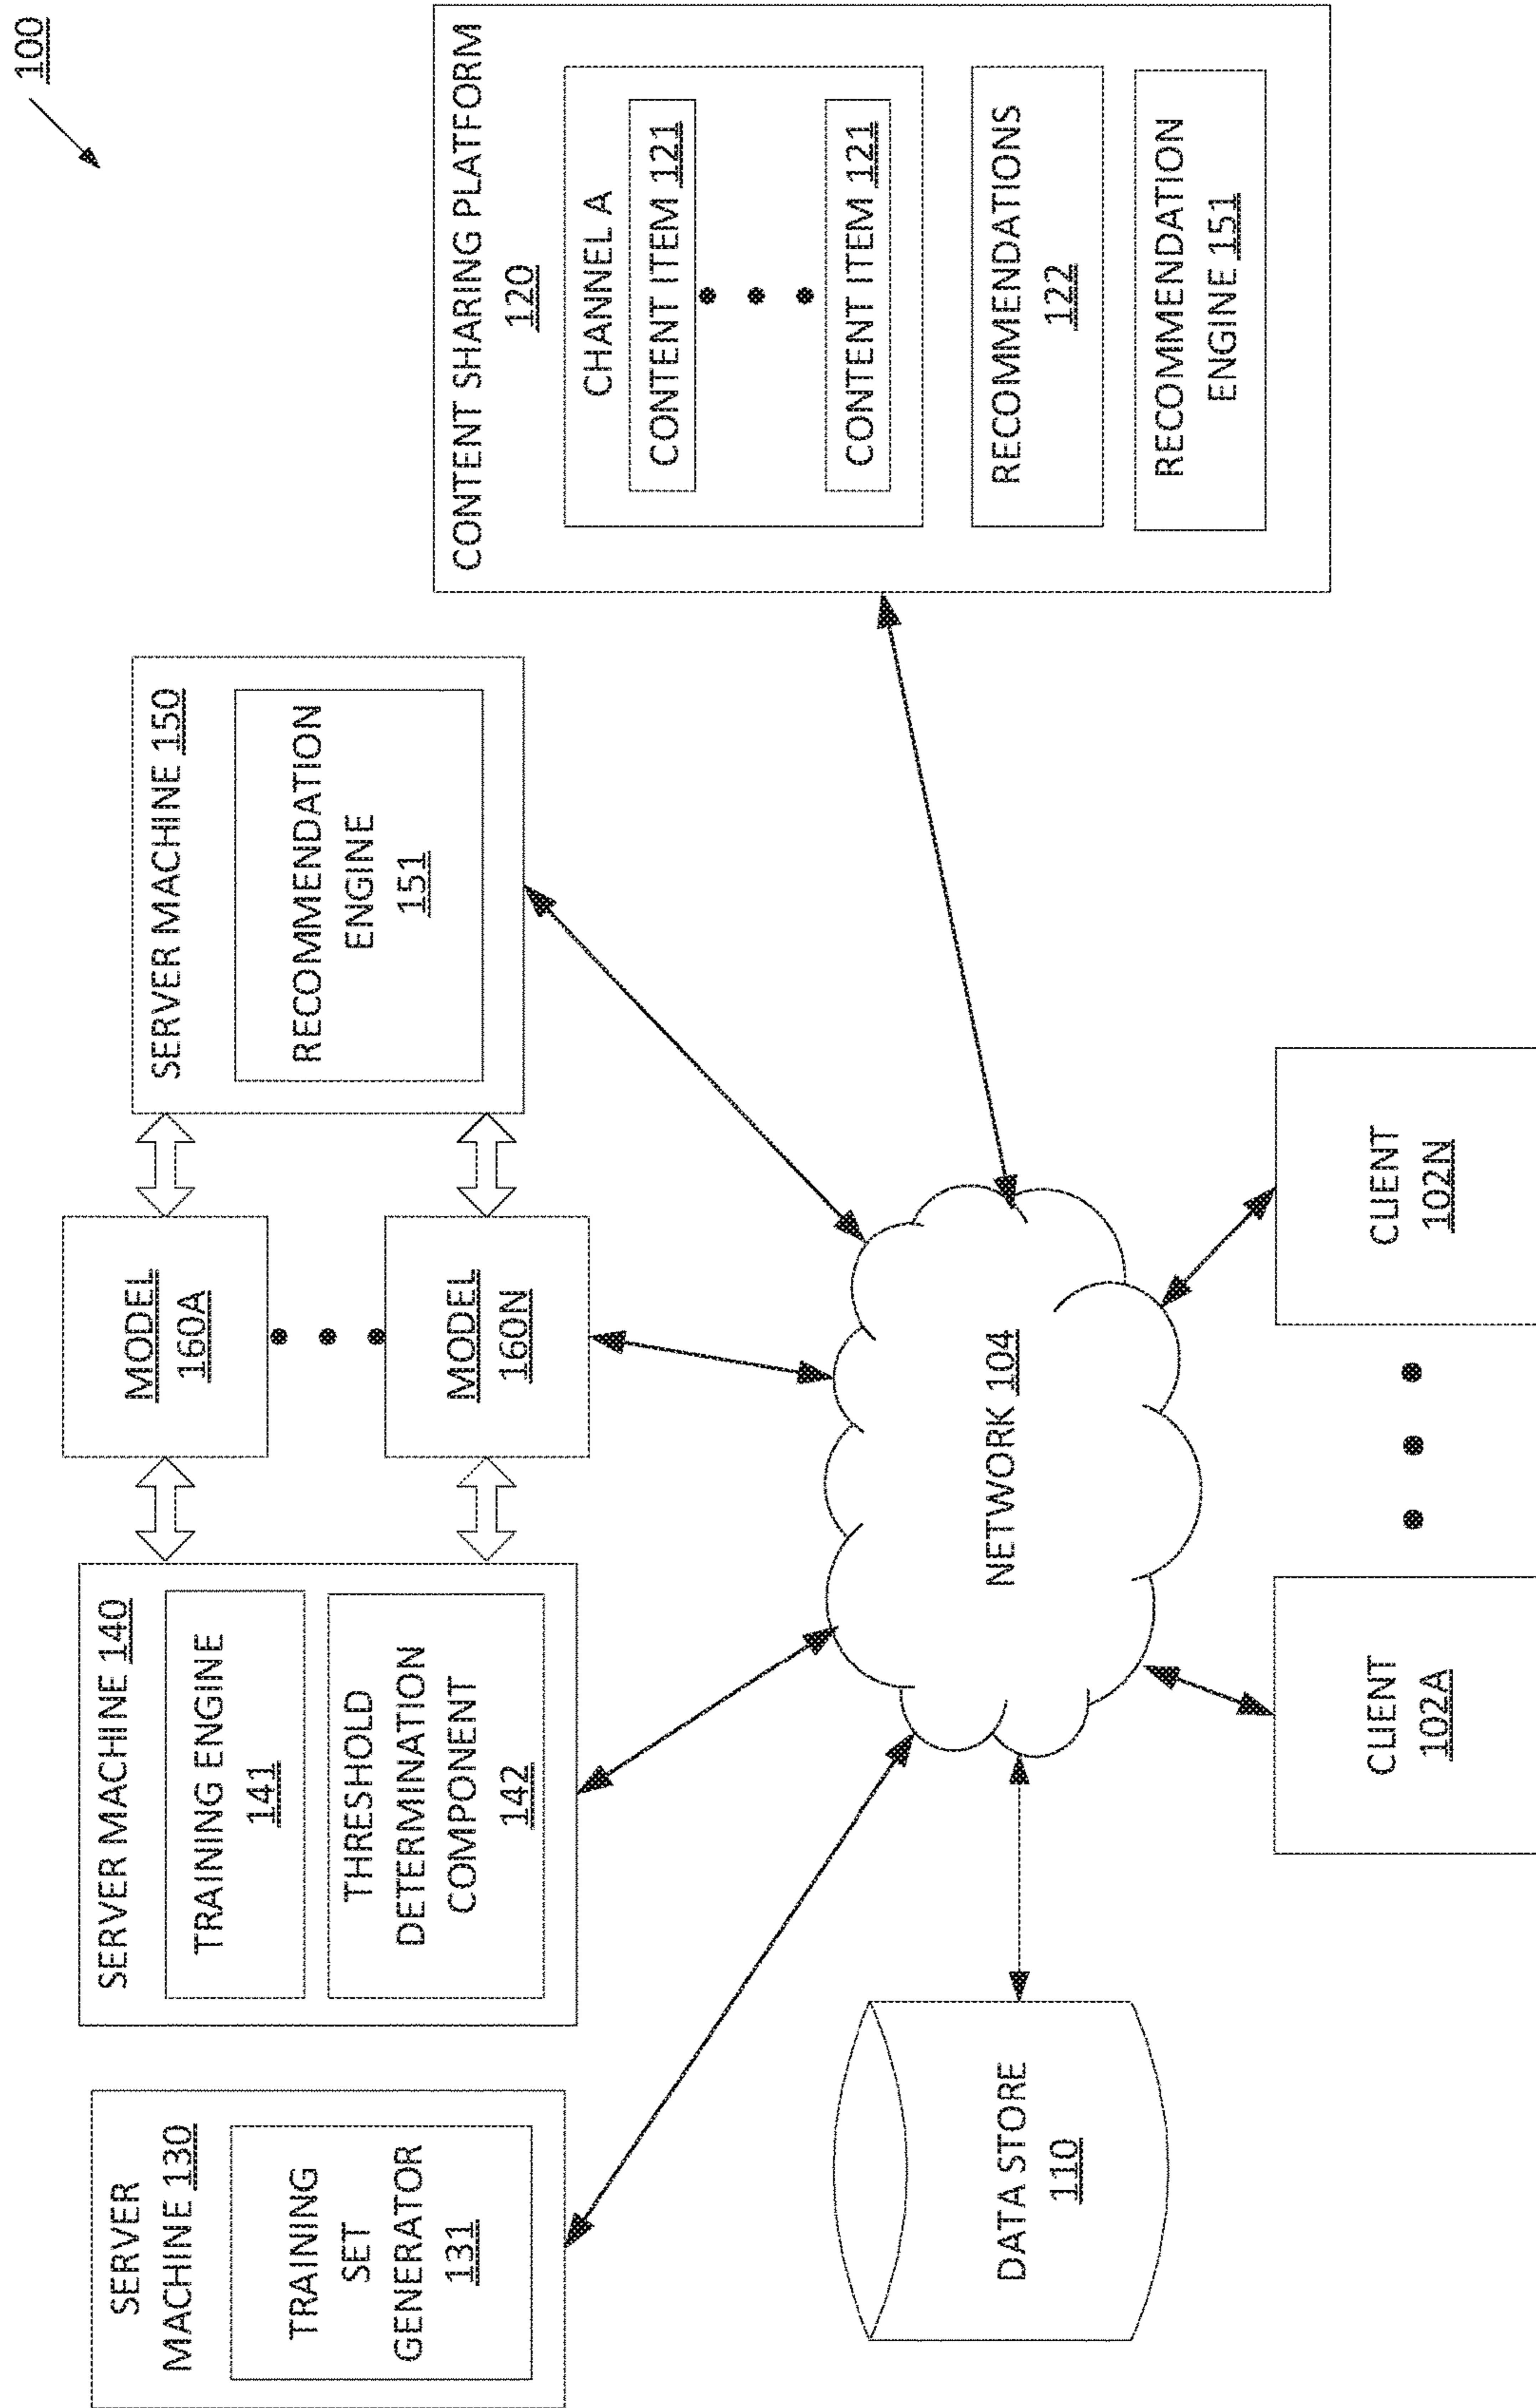 100
SERVER
MACHINE 130
TRAINING
SET
GENERATOR
131
SERVER MACHINE 140
TRAINING ENGINE
141
THRESHOLD
DETERMINATION
COMPONENT
142
MODEL
160A
MODEL
160N
SERVER MACHINE 150
RECOMMENDATION
ENGINE
151
CONTENT SHARING PLATFORM
120
CHANNEL A
CONTENT ITEM 121
CONTENT ITEM 121
RECOMMENDATIONS
122
RECOMMENDATION
ENGINE 151
DATA STORE
110
NETWORK 104
CLIENT
102A
CLIENT
102N